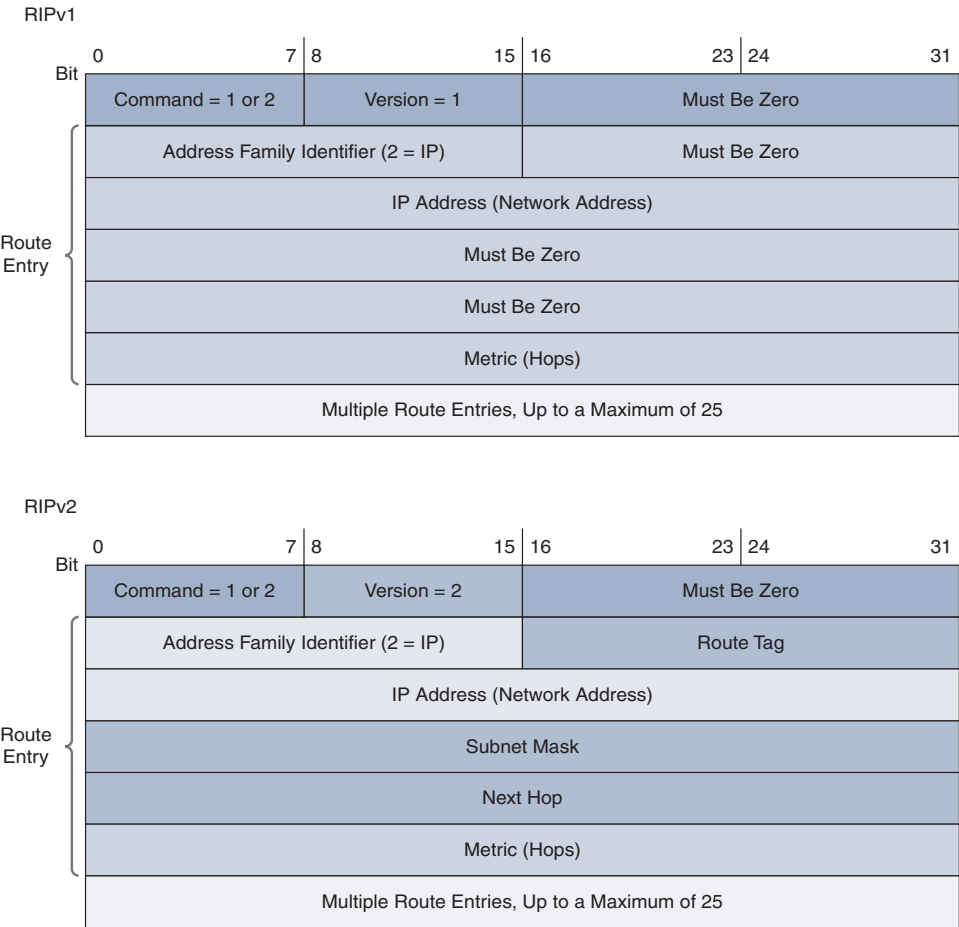 RIPv1
0 7 8 15 16 23 24 31
Bit
Command = 1 or 2 Version = 1 Must Be Zero
Address Family Identifier (2 = IP) Must Be Zero
IP Address (Network Address)
Route
Entry
Must Be Zero
Must Be Zero
Metric (Hops)
Multiple Route Entries, Up to a Maximum of 25
RIPv2
0 7 8 15 16 23 24 31
Bit
Command = 1 or 2 Version = 2 Must Be Zero
Address Family Identifier (2 = IP) Route Tag
IP Address (Network Address)
Route
Entry
Subnet Mask
Next Hop
Metric (Hops)
Multiple Route Entries, Up to a Maximum of 25